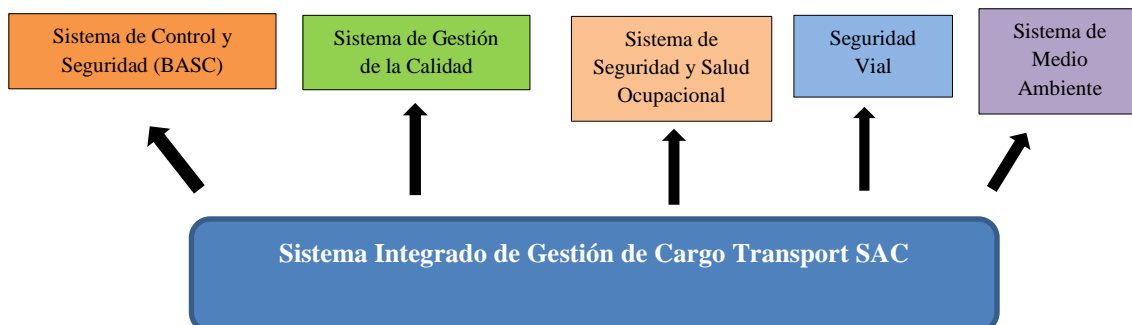 Sistema de Control y
Seguridad (BASC)
Sistema de Gestión
de la Calidad
Sistema de
Seguridad y Salud
Ocupacional
Seguridad
Vial
Sistema de
Medio
Ambiente
Sistema Integrado de Gestión de Cargo Transport SAC